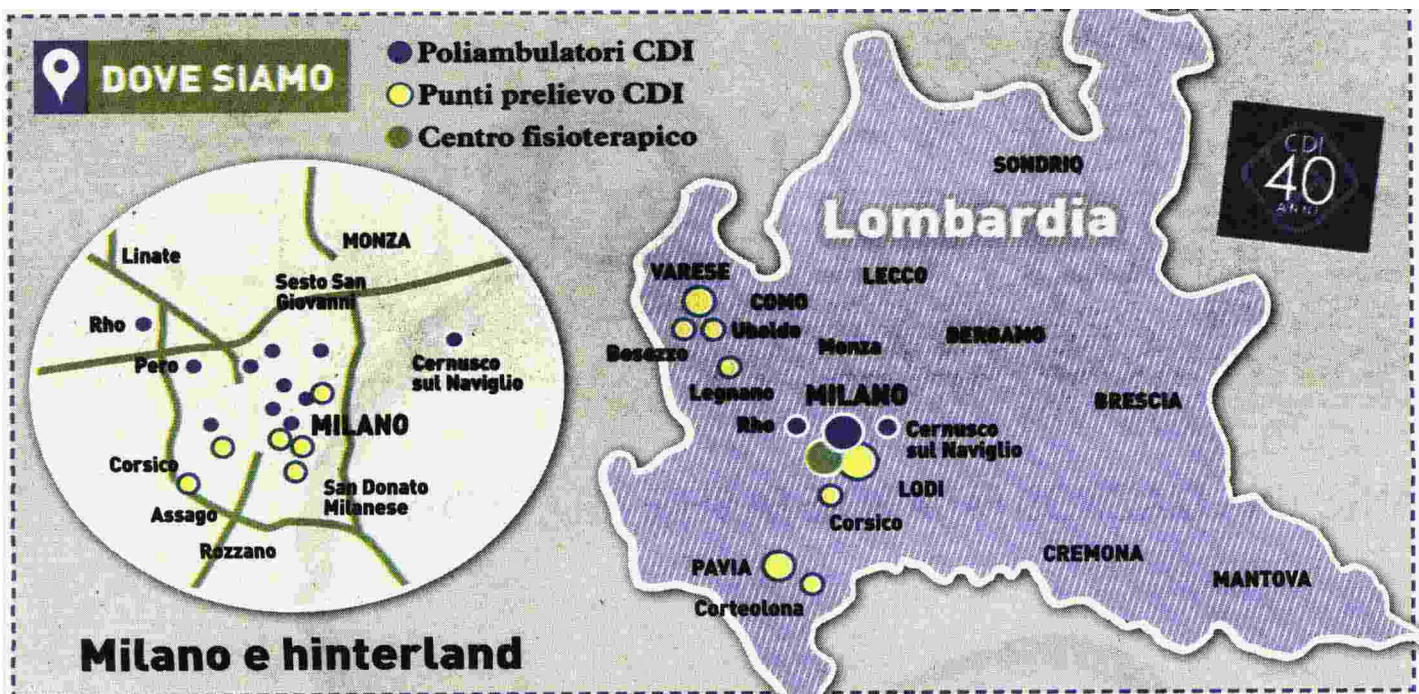 DOVE SIAMO
Poliambulatori CDI
Punti prelievo CDI
Centro fisioterapico
MONZA
Linate
Sesto San
Giovanni
Rho
Pero
Cernusco
sul Naviglio
MILANO
Corsico
San Donato
Milanese
Assago
Rozzano
Milano e hinterland
CDI
40
ANNI
SONDRIO
Lombardia
VARESE
LECCO
COMO
Uboldo
BERGAMO
Besozzo
Monza
Legnano
MILANO
BRESCIA
Rho
Cernusco
sul Naviglio
LODI
Corsico
PAVIA
CREMONA
MANTOVA
Corteolona